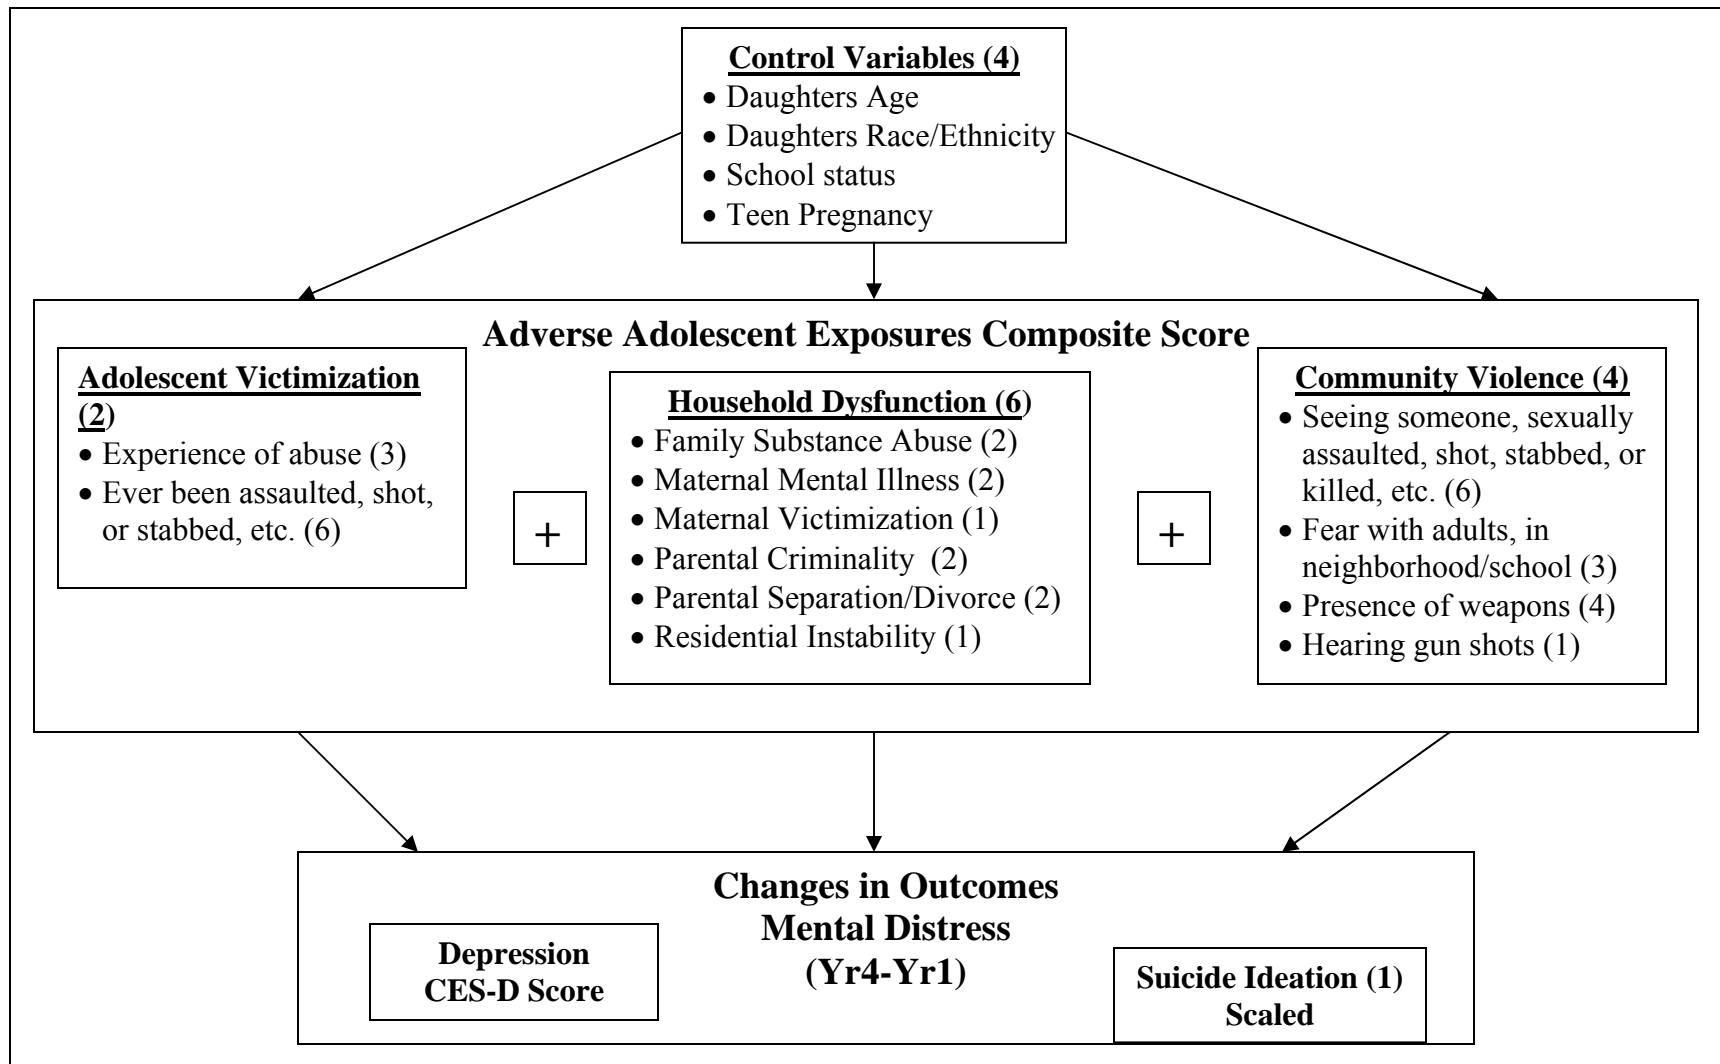 Control Variables (4)
• Daughters Age
• Daughters Race/Ethnicity
• School status
• Teen Pregnancy
Adverse Adolescent Exposures Composite Score
Adolescent Victimization
(2)
• Experience of abuse (3)
• Ever been assaulted, shot,
or stabbed, etc. (6)
+
Household Dysfunction (6)
• Family Substance Abuse (2)
• Maternal Mental Illness (2)
• Maternal Victimization (1)
• Parental Criminality  (2)
• Parental Separation/Divorce (2)
• Residential Instability (1)
+
Community Violence (4)
• Seeing someone, sexually
assaulted, shot, stabbed, or
killed, etc. (6)
• Fear with adults, in
neighborhood/school (3)
• Presence of weapons (4)
• Hearing gun shots (1)
Changes in Outcomes
Mental Distress
(Yr4-Yr1)
Depression
CES-D Score
Suicide Ideation (1)
Scaled